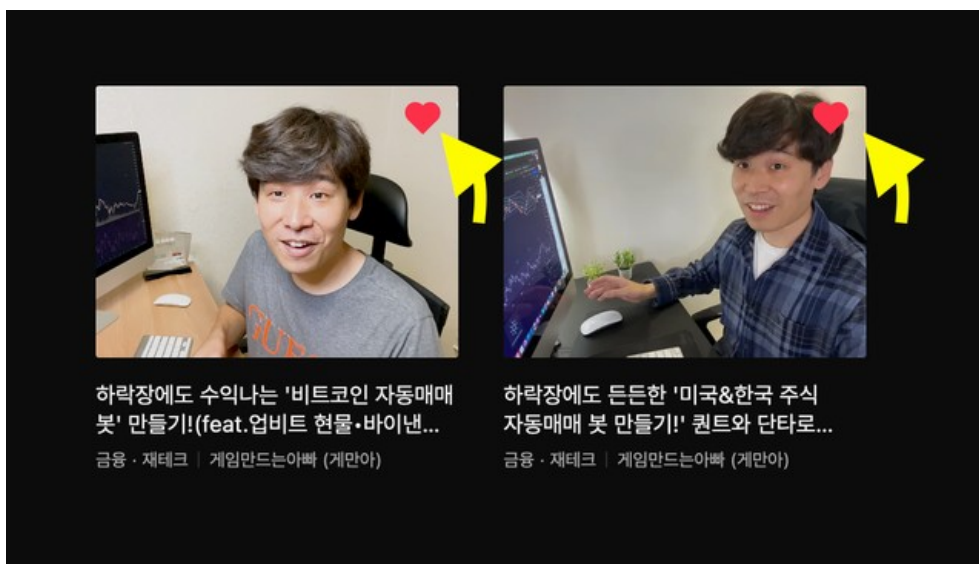 GUE
하락장에도 수익나는 '비트코인 자동매매
봇' 만들기!(feat.업비트 현물•바이낸...
금융 · 재테크 | 게임만드는아빠 (게만아)
하락장에도 든든한 '미국&한국 주식
자동매매 봇 만들기!' 퀀트와 단타로...
금융 · 재테크 | 게임만드는아빠 (게만아)